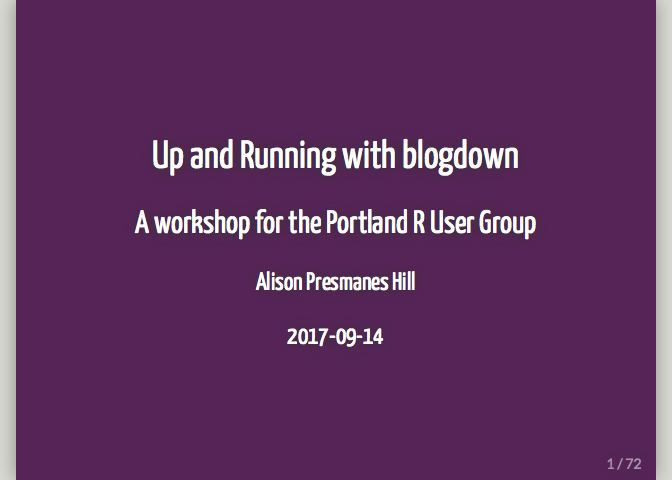 Up and Running with blogdown
A workshop for the Portland R User Group
Alison Presmanes Hill
2017-09-14
1 / 72